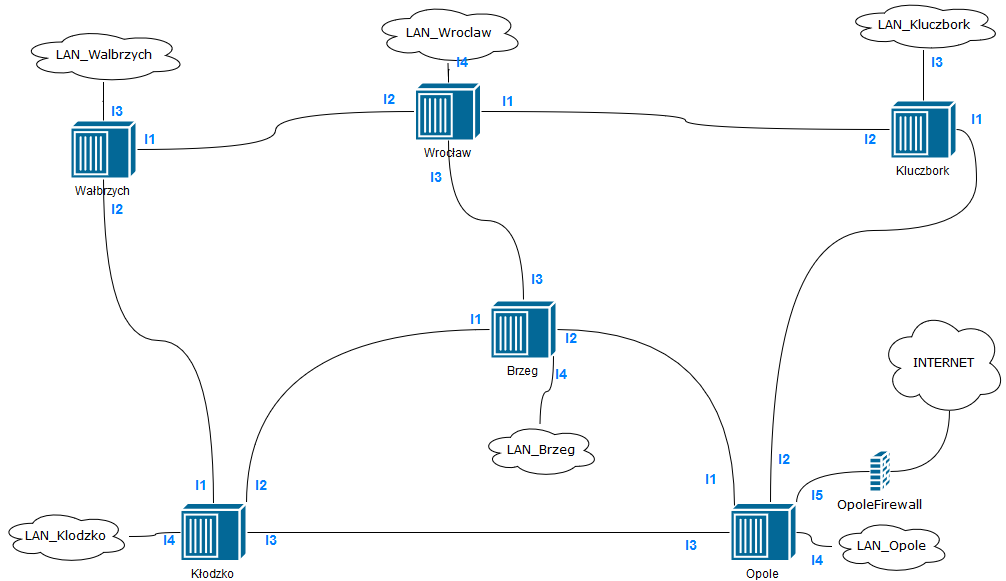 LAN_Walbrzych
LAN_Wroclaw
LAN_Kluczbork
I3
I4
I3
I1
I2
I1
I2
I1
Wałbrzych
Wrocław
Kluczbork
I2
I3
I3
I1
I2
Brzeg
I4
INTERNET
LAN_Brzeg
I1
I2
I1
I2
I5
OpoleFirewall
LAN_Klodzko
I4
I3
I3
I4
LAN_Opole
Kłodzko
Opole